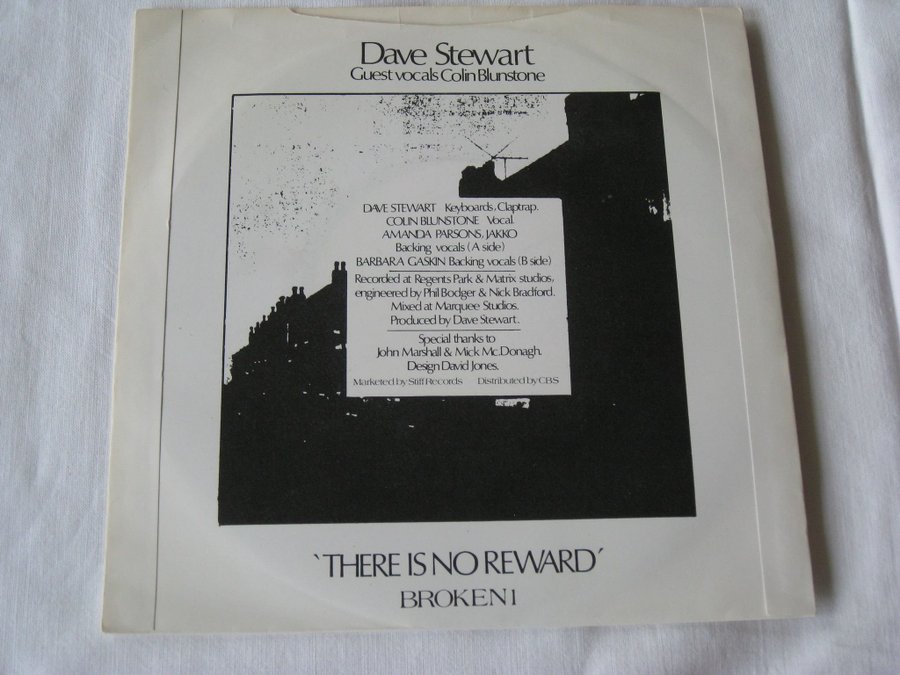 Dave Stewart
Guest vocals Colin Blunstone
DAVE STEWART Keyboards, Claptrap.
COLIN BLUNSTONE Vocal.
AMANDA PARSONS, JAKKO
Backing vocals (A side)
BARBARA GASKIN Backing vocals (B side)
Recorded at Regents Park & Matrix studios,
engineered by Phil Bodger & Nick Bradford.
Mixed at Marquee Studios.
Produced by Dave Stewart.
Special thanks to
John Marshall & Mick Mc.Donagh.
Design David Jones.
Marketed by Stiff Records Distributed by CBS
`THERE IS NO REWARD´
BROKEN 1